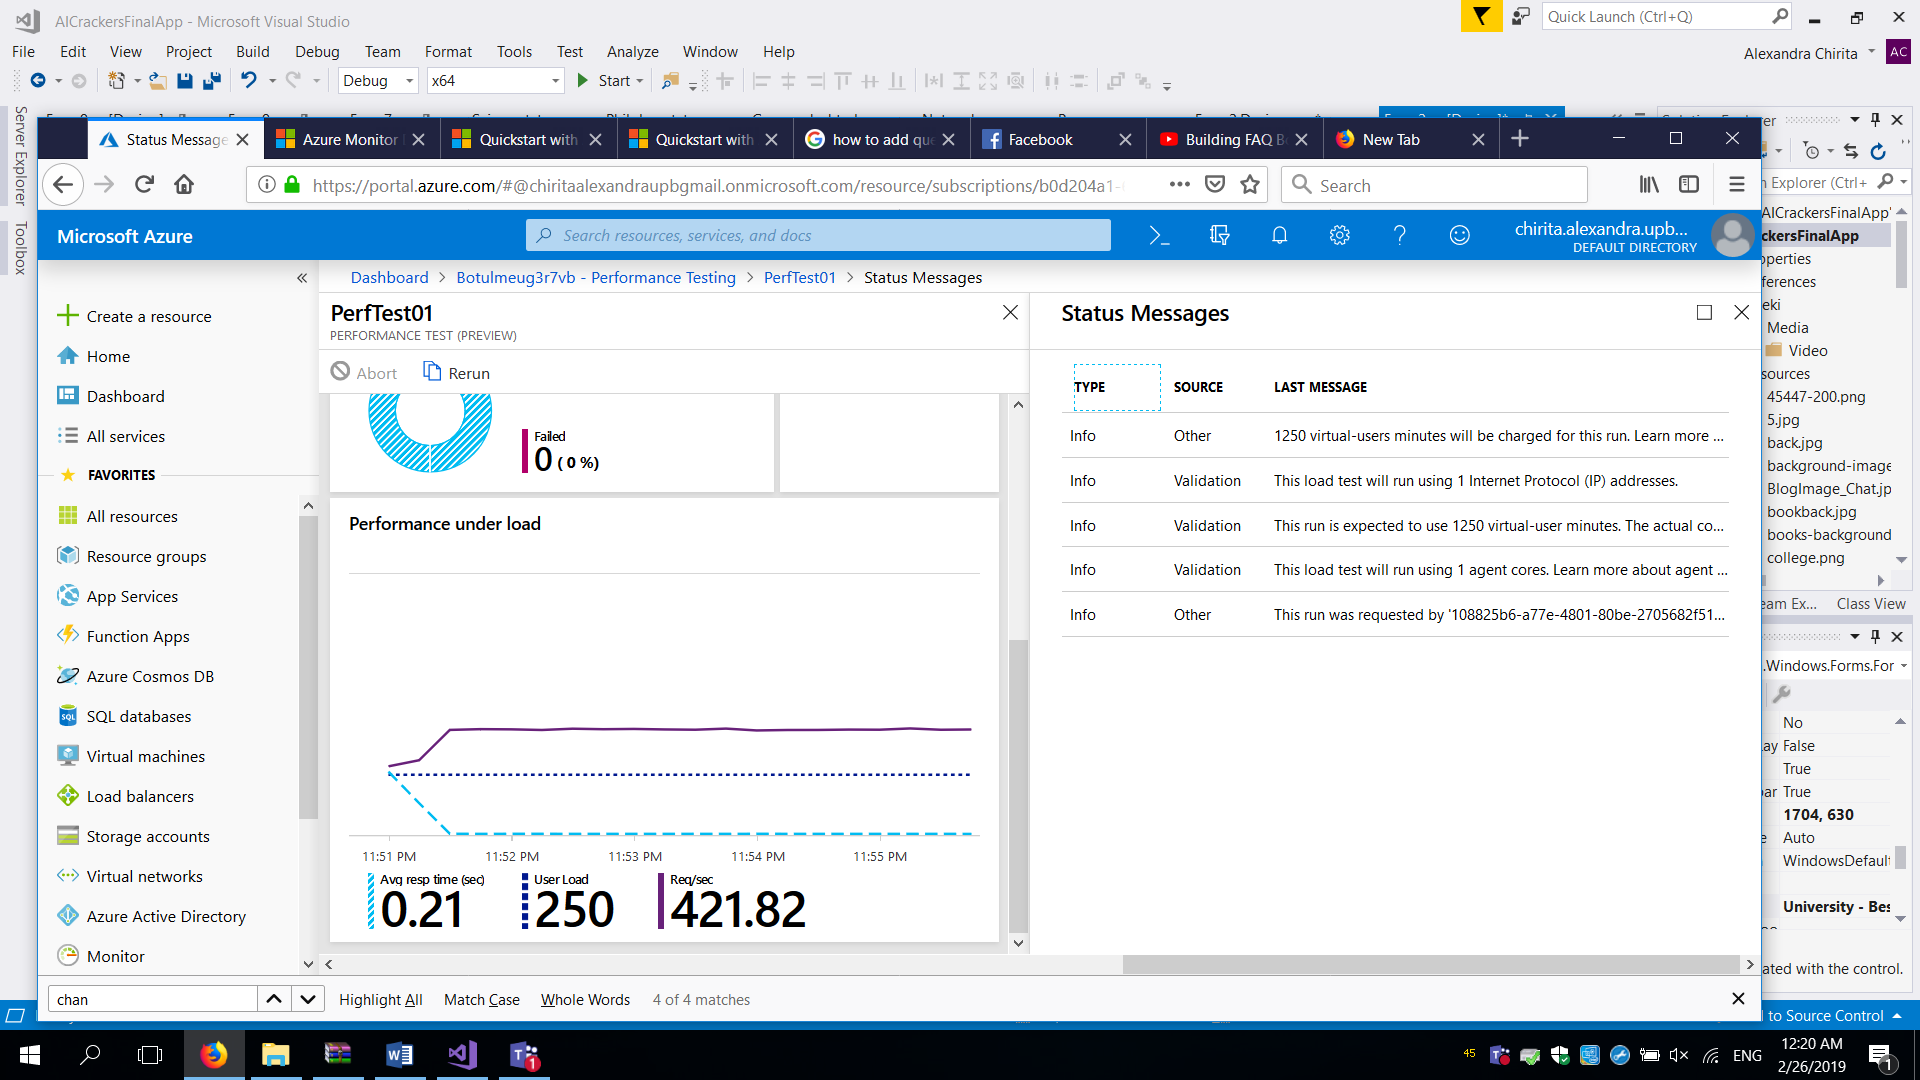 AICrackersFinalApp - Microsoft Visual Studio
Quick Launch (Ctrl+Q)
File Edit View Project Build Debug Team Format Tools Test Analyze Window Help
Alexandra Chirita AC
Debug x64 Start
Server Explorer
Toolbox
Status Message Azure Monitor Quickstart with Quickstart with how to add que Facebook Building FAQ B New Tab
https://portal.azure.com/#@chiritaalexandraupbgmail.onmicrosoft.com/resource/subscriptions/b0d204a1-
Search
Microsoft Azure
Search resources, services, and docs
chirita.alexandra.upb...
DEFAULT DIRECTORY
Dashboard > Botulmeug3r7vb - Performance Testing > PerfTest01 > Status Messages
Create a resource
Home
Dashboard
All services
FAVORITES
All resources
Resource groups
App Services
Function Apps
Azure Cosmos DB
SQL databases
Virtual machines
Load balancers
Storage accounts
Virtual networks
Azure Active Directory
Monitor
PerfTest01
PERFORMANCE TEST (PREVIEW)
Abort Rerun
Failed
0 ( 0 %)
Performance under load
11:51 PM 11:52 PM 11:53 PM 11:54 PM 11:55 PM
Avg resp time (sec) User Load Req/sec
0.21 250 421.82
Status Messages
TYPE SOURCE LAST MESSAGE
Info Other 1250 virtual-users minutes will be charged for this run. Learn more ...
Info Validation This load test will run using 1 Internet Protocol (IP) addresses.
Info Validation This run is expected to use 1250 virtual-user minutes. The actual co...
Info Validation This load test will run using 1 agent cores. Learn more about agent ...
Info Other This run was requested by '108825b6-a77e-4801-80be-2705682f51...
Explorer
Explorer (Ctrl+
AICrackersFinalApp'
ckersFinalApp
operties
ferences
eki
Media
Video
sources
45447-200.png
5.jpg
back.jpg
background-image
BlogImage_Chat.jp
bookback.jpg
books-background
college.png
eam Ex... Class View
.Windows.Forms.For
No
ay False
True
ar True
1704, 630
e Auto
WindowsDefault
University - Bes
ated with the control.
chan
Highlight All Match Case Whole Words 4 of 4 matches
to Source Control
45
ENG
12:20 AM
2/26/2019
1
1